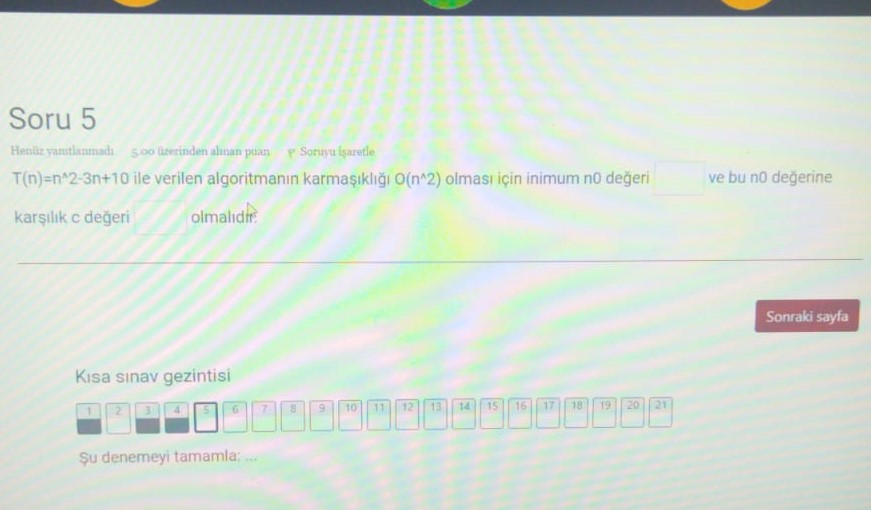 Soru 5
Henüz yanıtlanmadı 5,00 üzerinden alınan puan Soruyu işaretle
T(n)=n^2-3n+10 ile verilen algoritmanın karmaşıklığı O(n^2) olması için inimum n0 değeri ve bu n0 değerine
karşılık c değeri olmalıdır.
Sonraki sayfa
Kısa sınav gezintisi
1 2 3 4 5 6 7 8 9 10 11 12 13 14 15 16 17 18 19 20 21
Şu denemeyi tamamla: ...